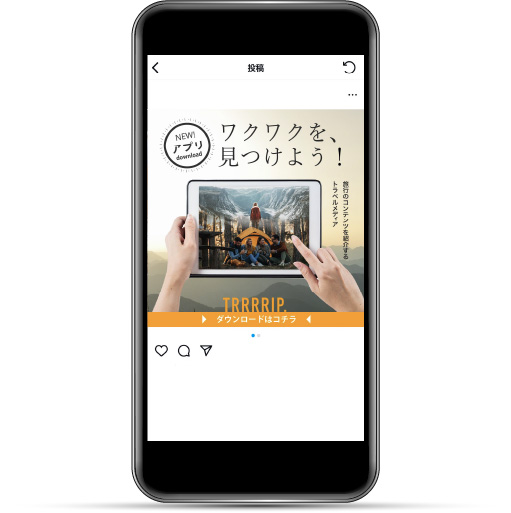 投稿
NEW!
アプリ
download
ワクワクを、
見つけよう！
旅行のコンテンツを紹介する
トラベルメディア
TRRRRIP.
ダウンロードはコチラ